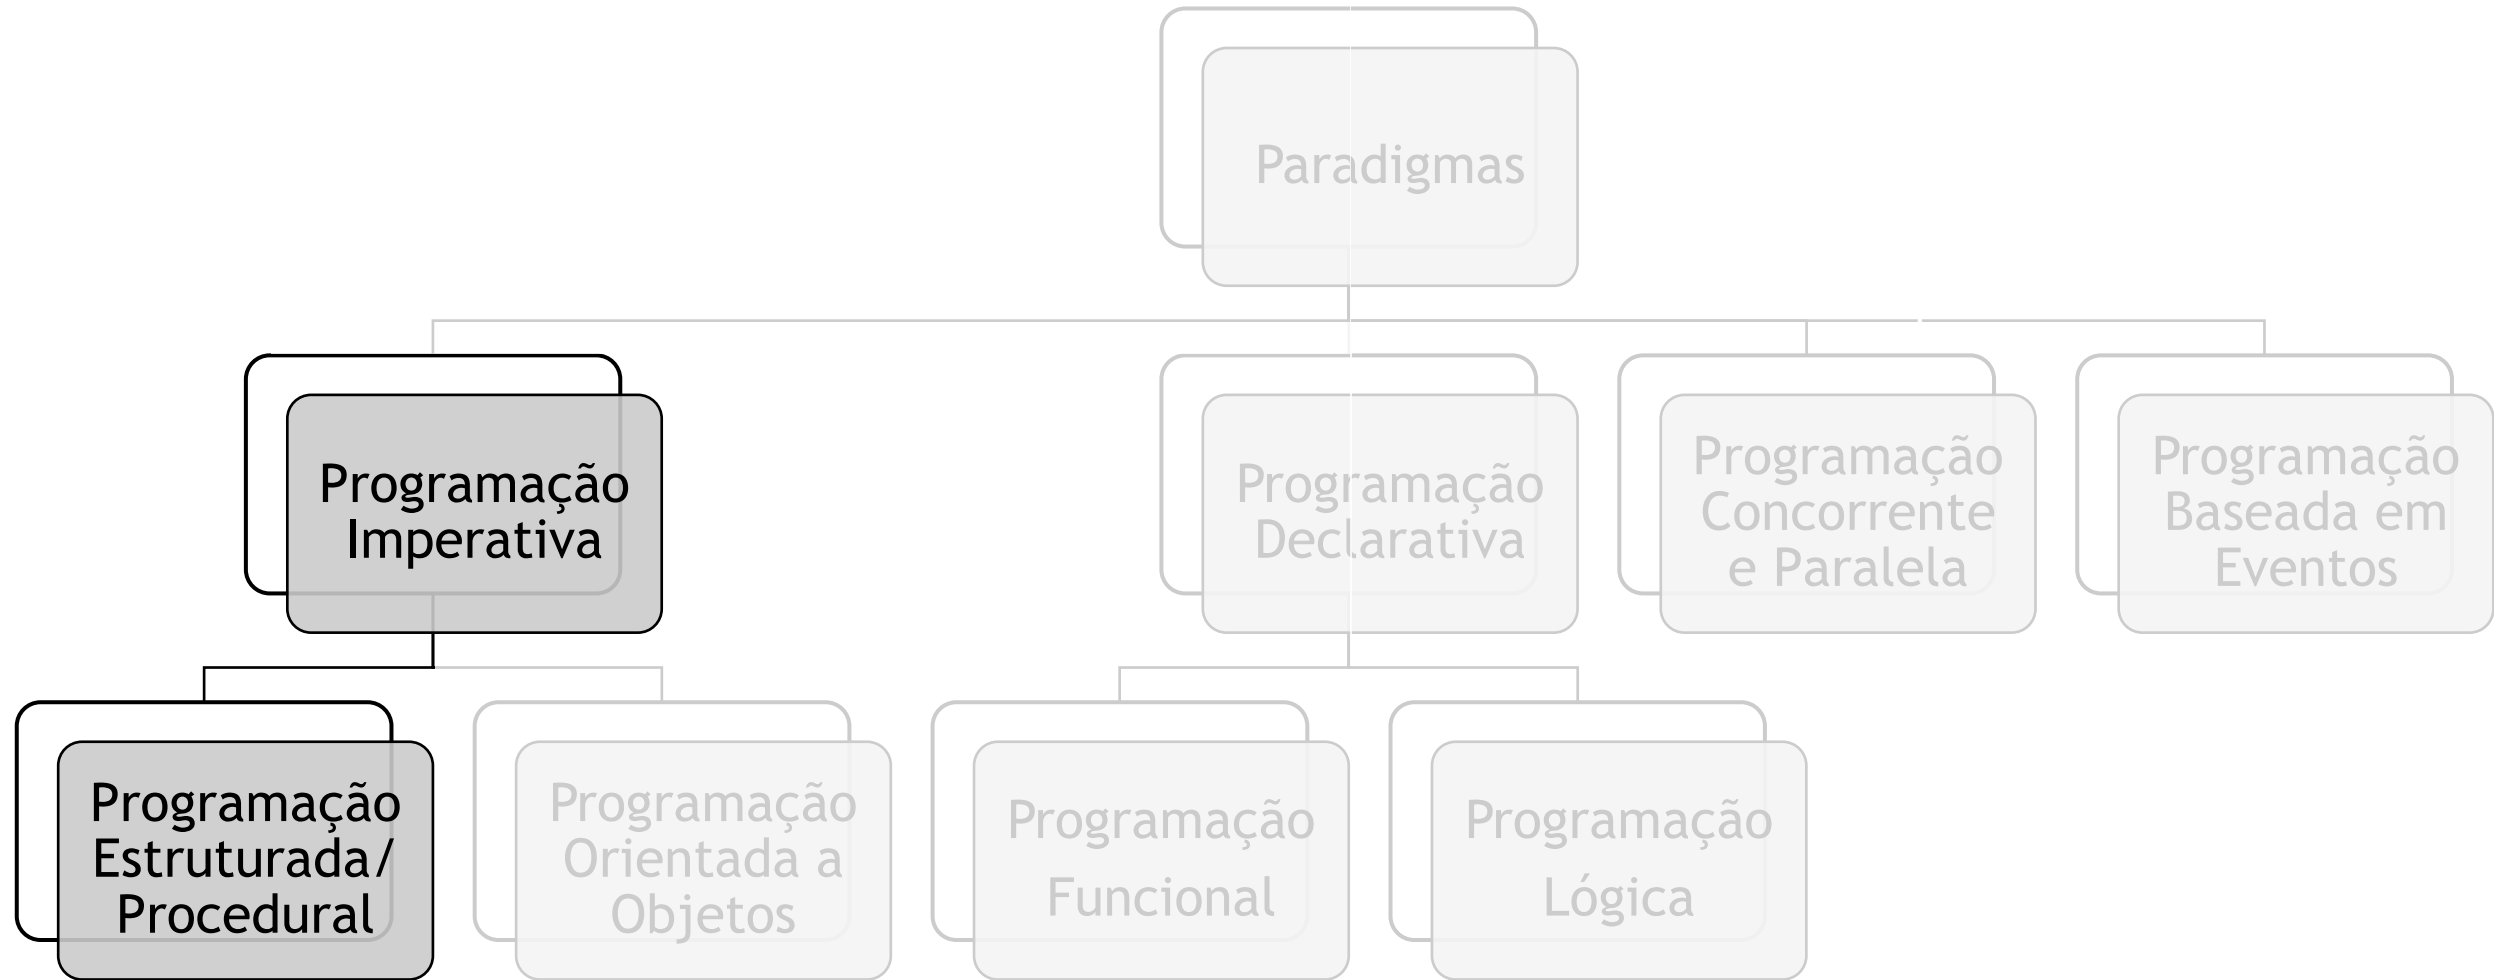 Paradigmas
Programação
Imperativa
Programação
Declarativa
Programação
Concorrente
e Paralela
Programação
Baseada em
Eventos
Programação
Estruturada/
Procedural
Programação
Orientada a
Objetos
Programação
Funcional
Programação
Lógica